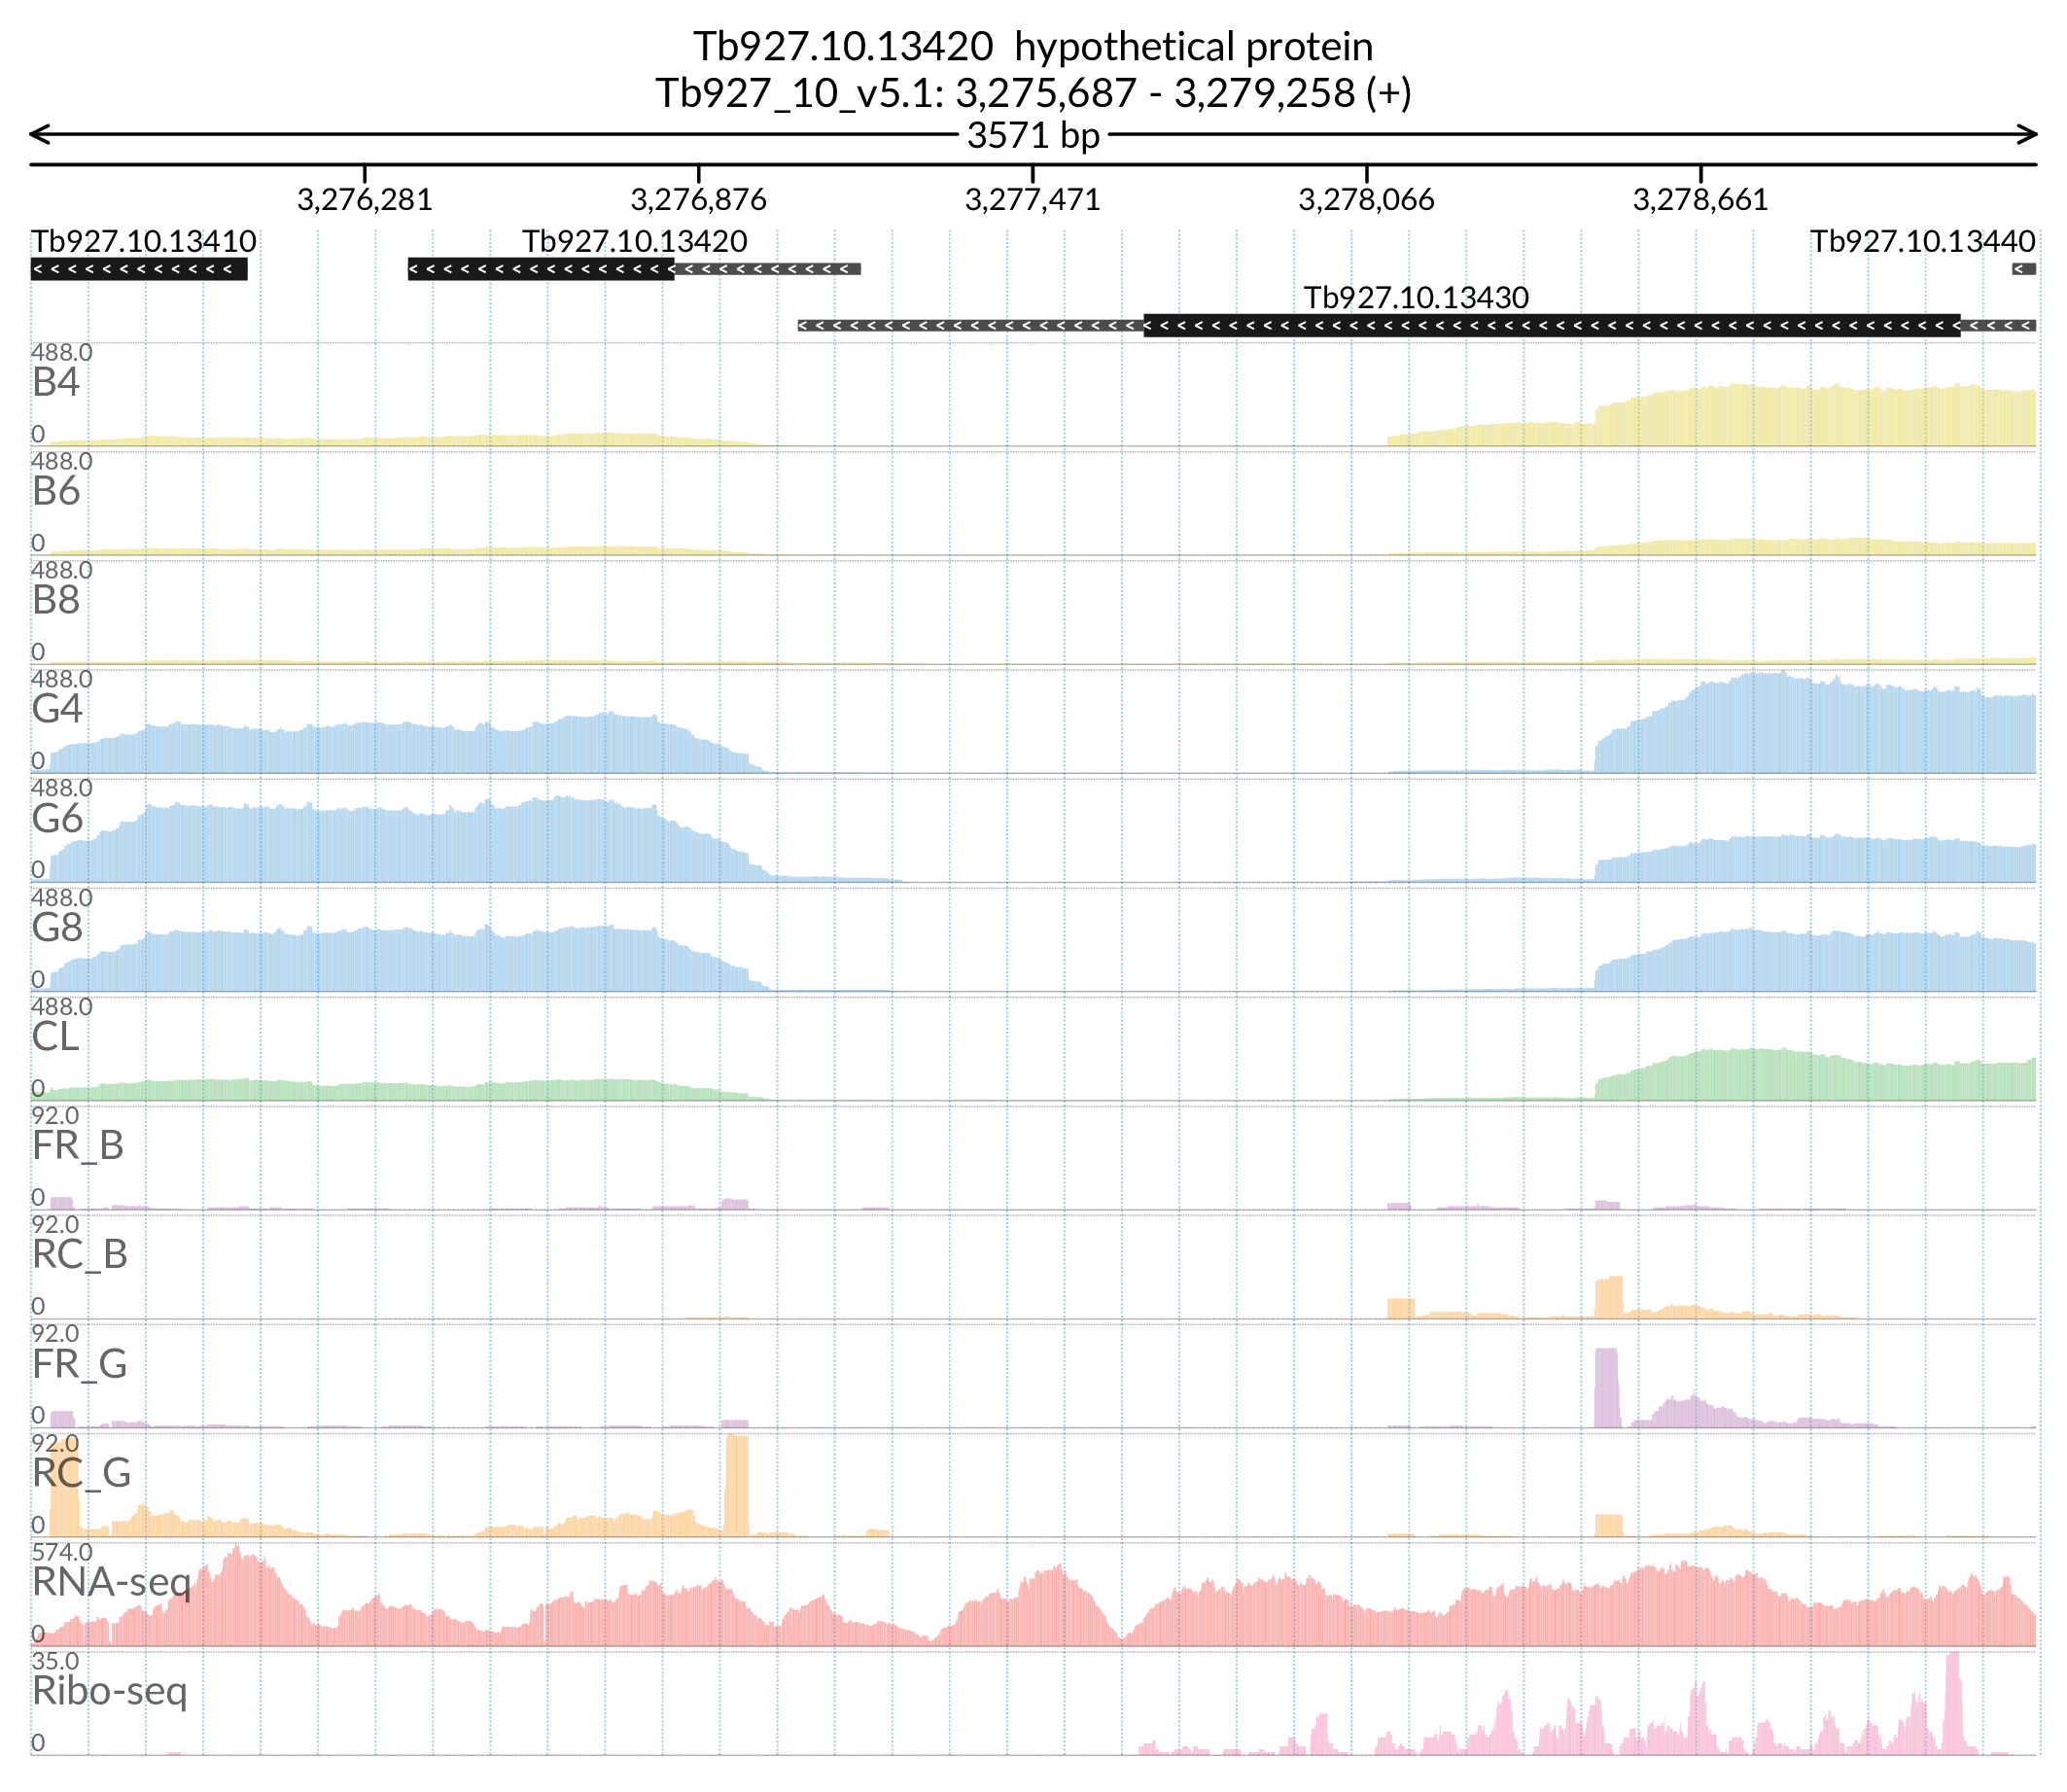 Tb927.10.13420  hypothetical protein
Tb927_10_v5.1: 3,275,687 - 3,279,258 (+)
3571 bp
3,276,281 3,276,876 3,277,471 3,278,066 3,278,661
Tb927.10.13410 Tb927.10.13420 Tb927.10.13440
Tb927.10.13430
488.0
B4
0
488.0
B6
0
488.0
B8
0
488.0
G4
0
488.0
G6
0
488.0
G8
0
488.0
CL
0
92.0
FR_B
0
92.0
RC_B
0
92.0
FR_G
0
92.0
RC_G
0
574.0
RNA-seq
0
35.0
Ribo-seq
0